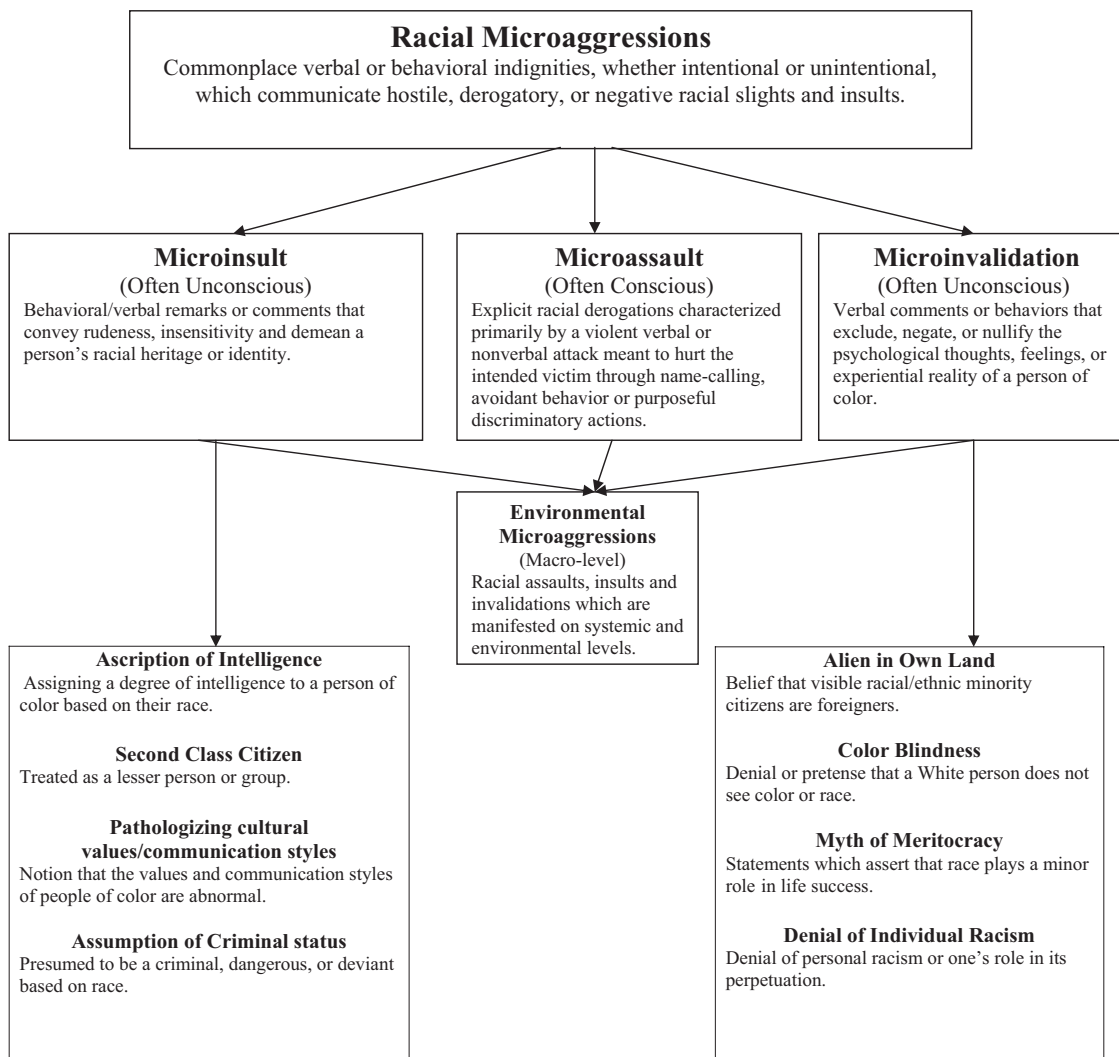 Racial Microaggressions
Commonplace verbal or behavioral indignities, whether intentional or unintentional,
which communicate hostile, derogatory, or negative racial slights and insults.
Microinsult
(Often Unconscious)
Behavioral/verbal remarks or comments that
convey rudeness, insensitivity and demean a
person’s racial heritage or identity.
Microassault
(Often Conscious)
Explicit racial derogations characterized
primarily by a violent verbal or
nonverbal attack meant to hurt the
intended victim through name-calling,
avoidant behavior or purposeful
discriminatory actions.
Microinvalidation
(Often Unconscious)
Verbal comments or behaviors that
exclude, negate, or nullify the
psychological thoughts, feelings, or
experiential reality of a person of
color.
Environmental
Microaggressions
(Macro-level)
Racial assaults, insults and
invalidations which are
manifested on systemic and
environmental levels.
Ascription of Intelligence
Assigning a degree of intelligence to a person of
color based on their race.
Second Class Citizen
Treated as a lesser person or group.
Pathologizing cultural
values/communication styles
Notion that the values and communication styles
of people of color are abnormal.
Assumption of Criminal status
Presumed to be a criminal, dangerous, or deviant
based on race.
Alien in Own Land
Belief that visible racial/ethnic minority
citizens are foreigners.
Color Blindness
Denial or pretense that a White person does not
see color or race.
Myth of Meritocracy
Statements which assert that race plays a minor
role in life success.
Denial of Individual Racism
Denial of personal racism or one’s role in its
perpetuation.